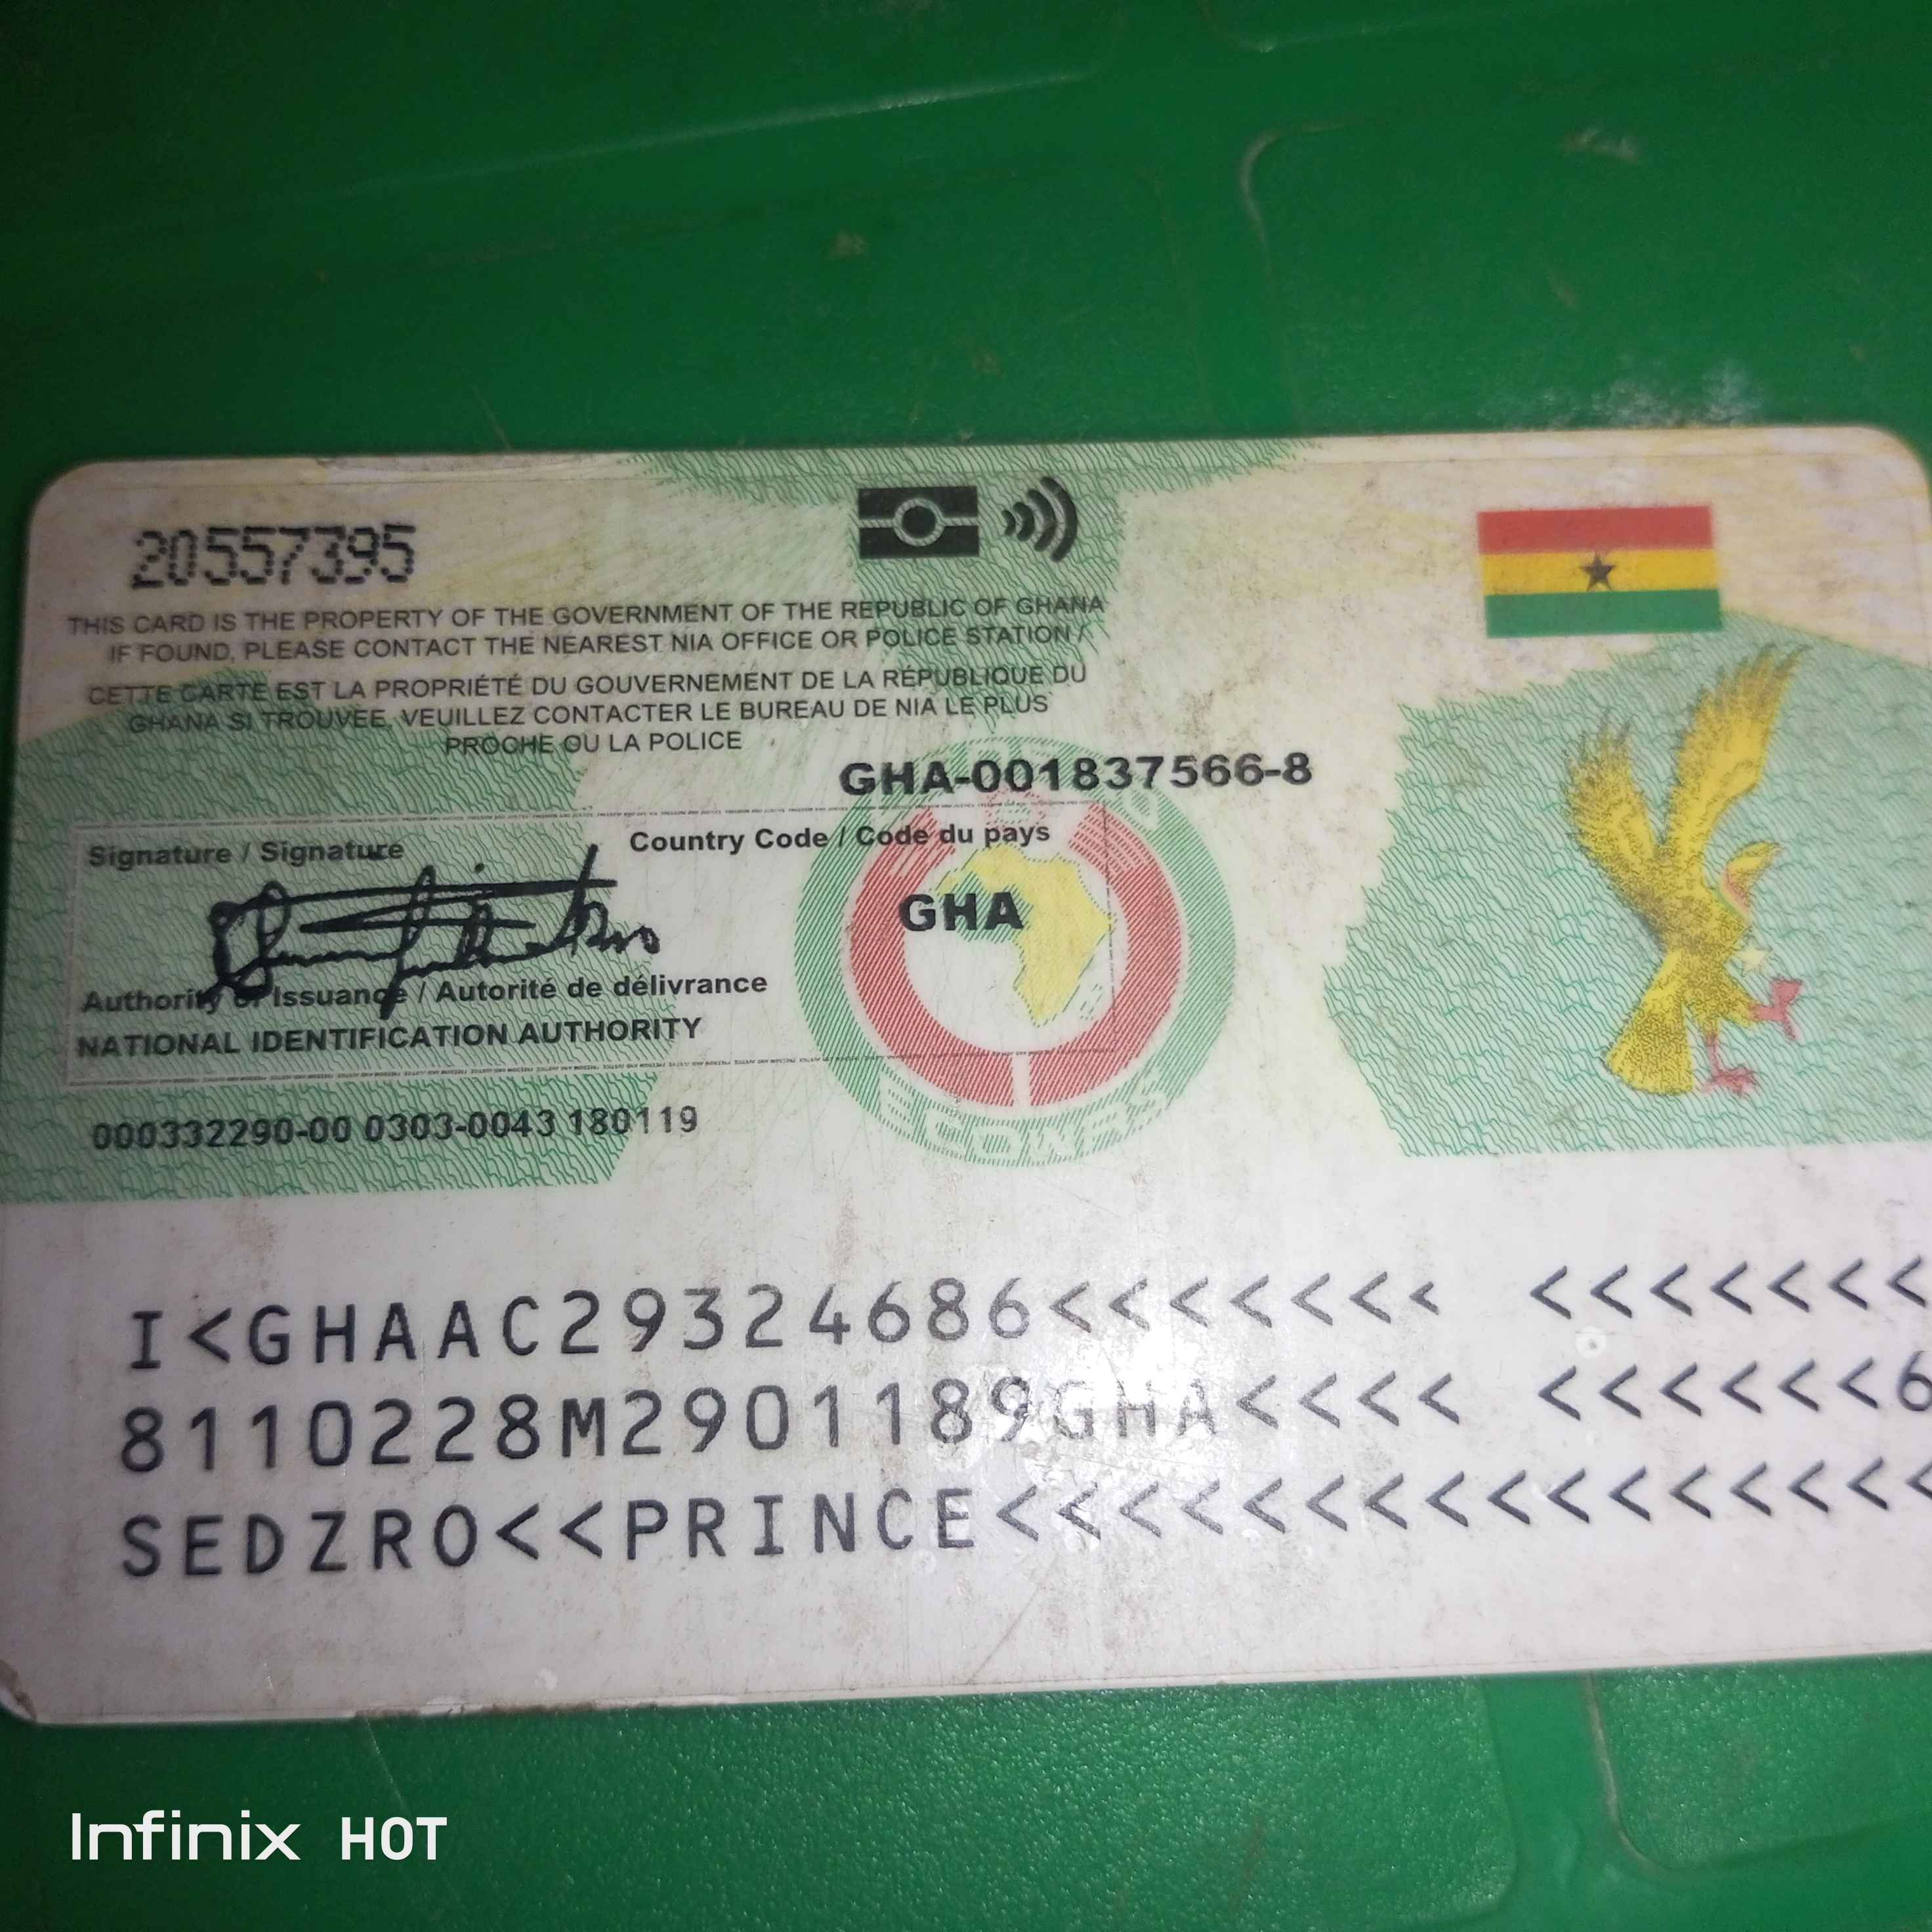 20557395
THIS CARD IS THE PROPERTY OF THE GOVERNMENT OF THE REPUBLIC OF GHANA
IF FOUND, PLEASE CONTACT THE NEAREST NIA OFFICE OR POLICE STATION /
CETTE CARTE EST LA PROPRIÉTÉ DU GOUVERNEMENT DE LA RÉPUBLIQUE DU
GHANA SI TROUVÉE, VEUILLEZ CONTACTER LE BUREAU DE NIA LE PLUS
PROCHE OU LA POLICE
GHA-001837566-8
Signature / Signature
Country Code / Code du pays
GHA
Authority of Issuance / Autorité de délivrance
NATIONAL IDENTIFICATION AUTHORITY
000332290-00 0303-0043 180119
ECOWAS
I<GHAAC29324686<<<<<<< <<<<<<<
8110228M2901189GHA<<<< <<<<<<6
SEDZRO<<PRINCE<<<<<<<<<<<<<<<<
Infinix HOT